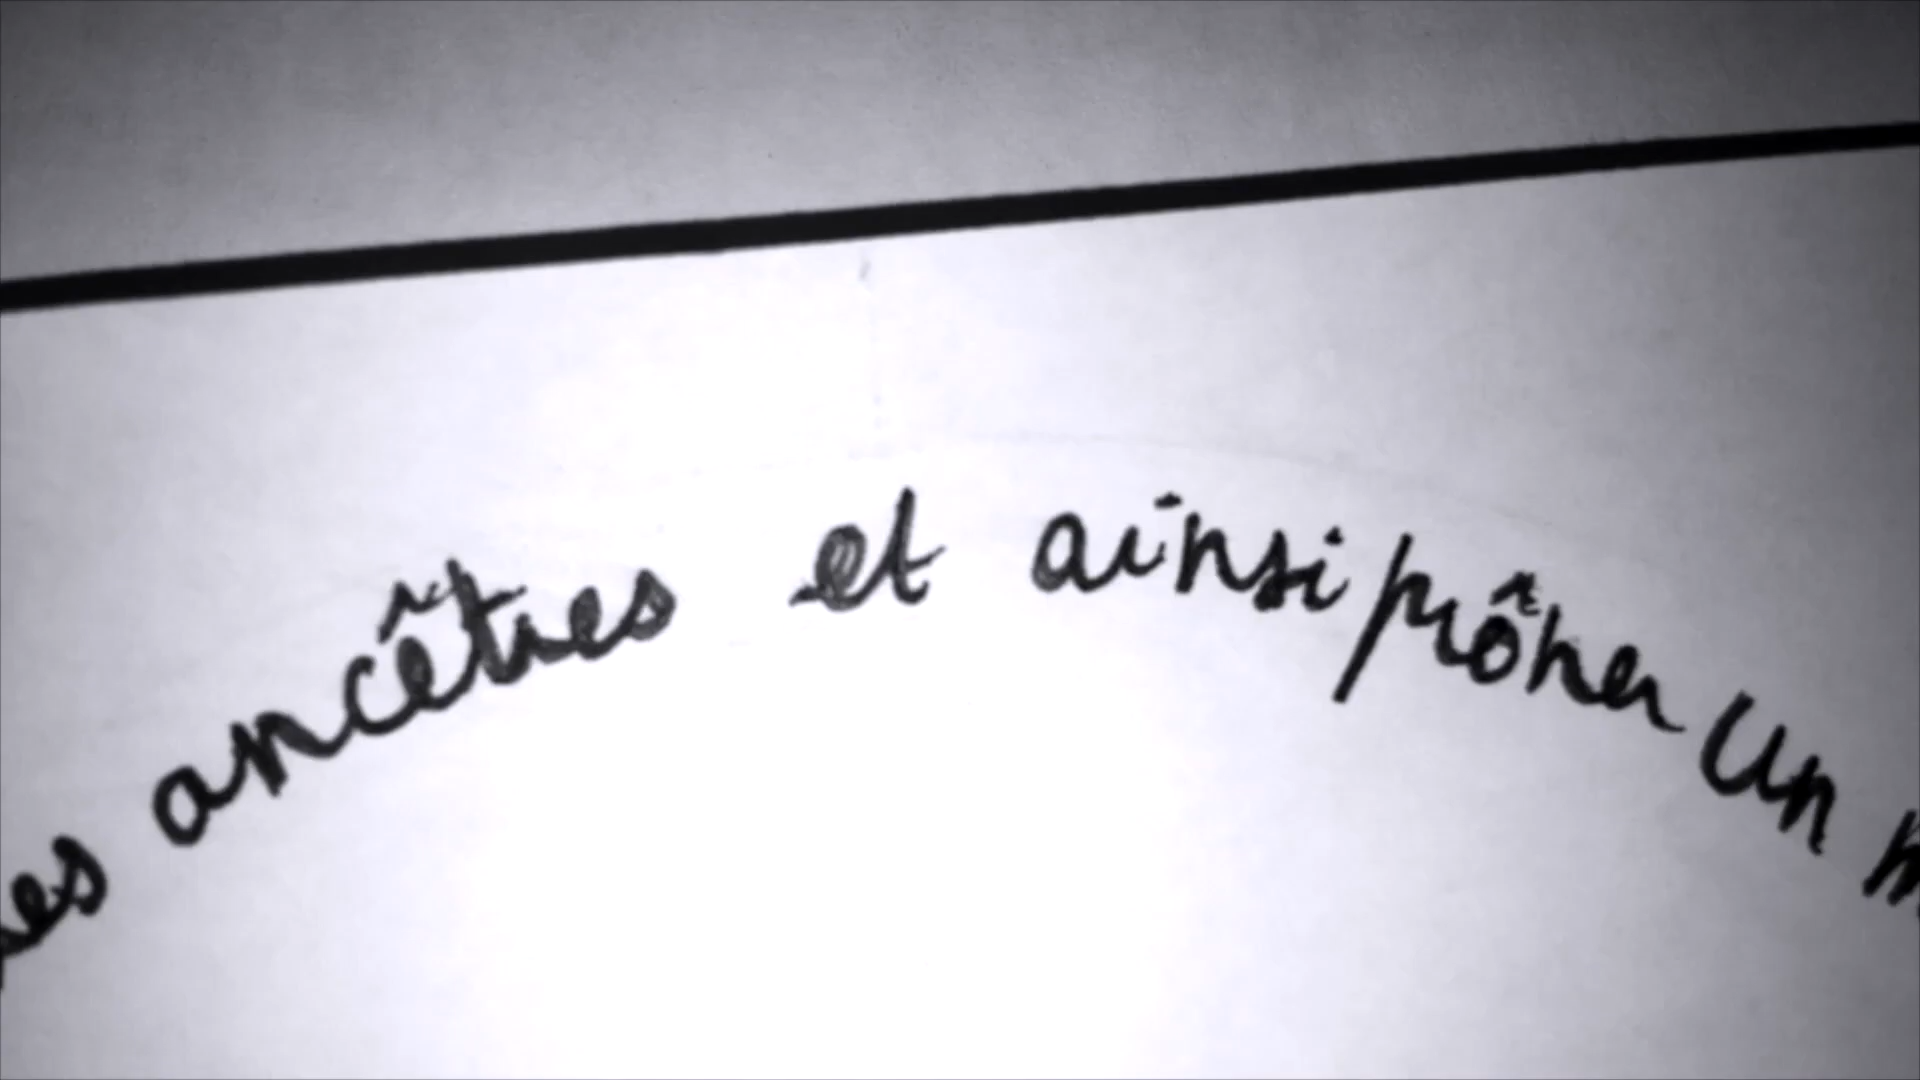 ancêtres et ainsi prôner un